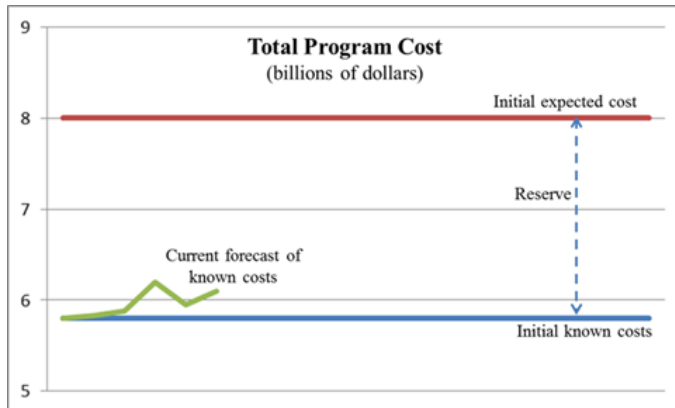 9
Total Program Cost
(billions of dollars)
Initial expected cost
8
Reserve
7
Current forecast of
known costs
6
Initial known costs
5